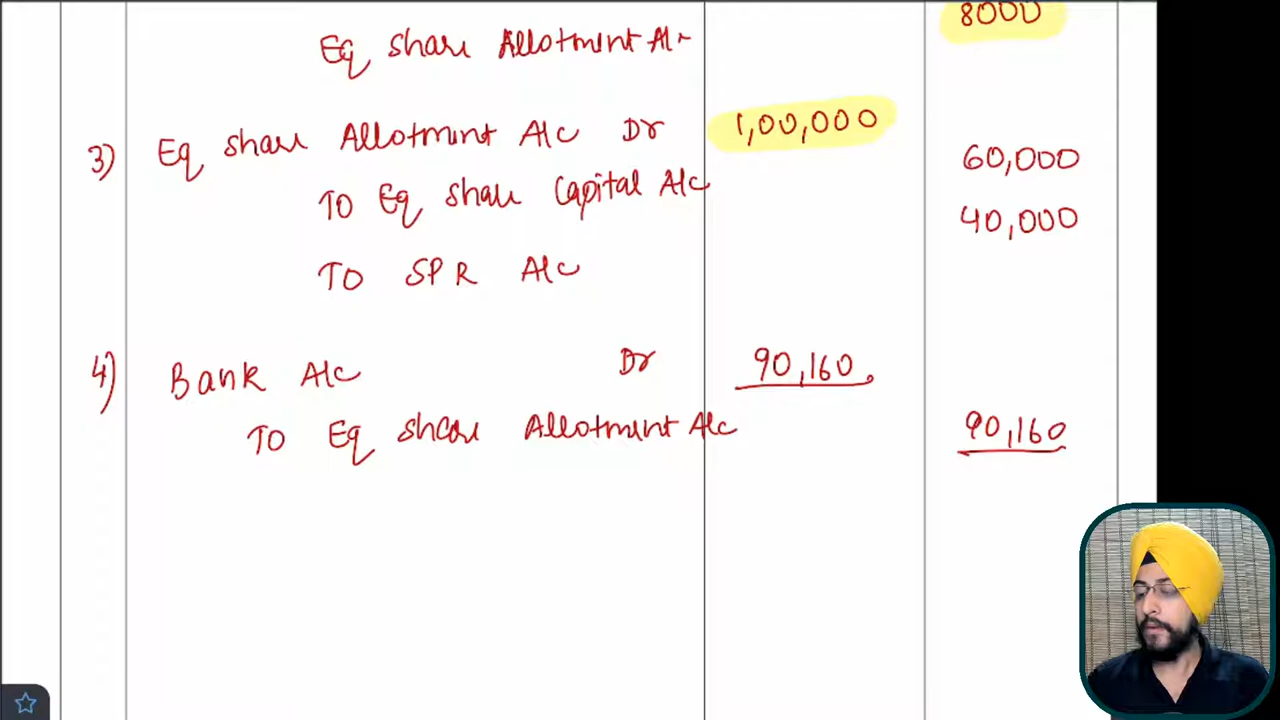 8000
Eq share Allotment A/c
3) Eq share Allotment A/c Dr 1,00,000
To Eq share Capital A/c 60,000
To SPR A/c 40,000
4) Bank A/c Dr 90,160
To Eq share Allotment A/c 90,160